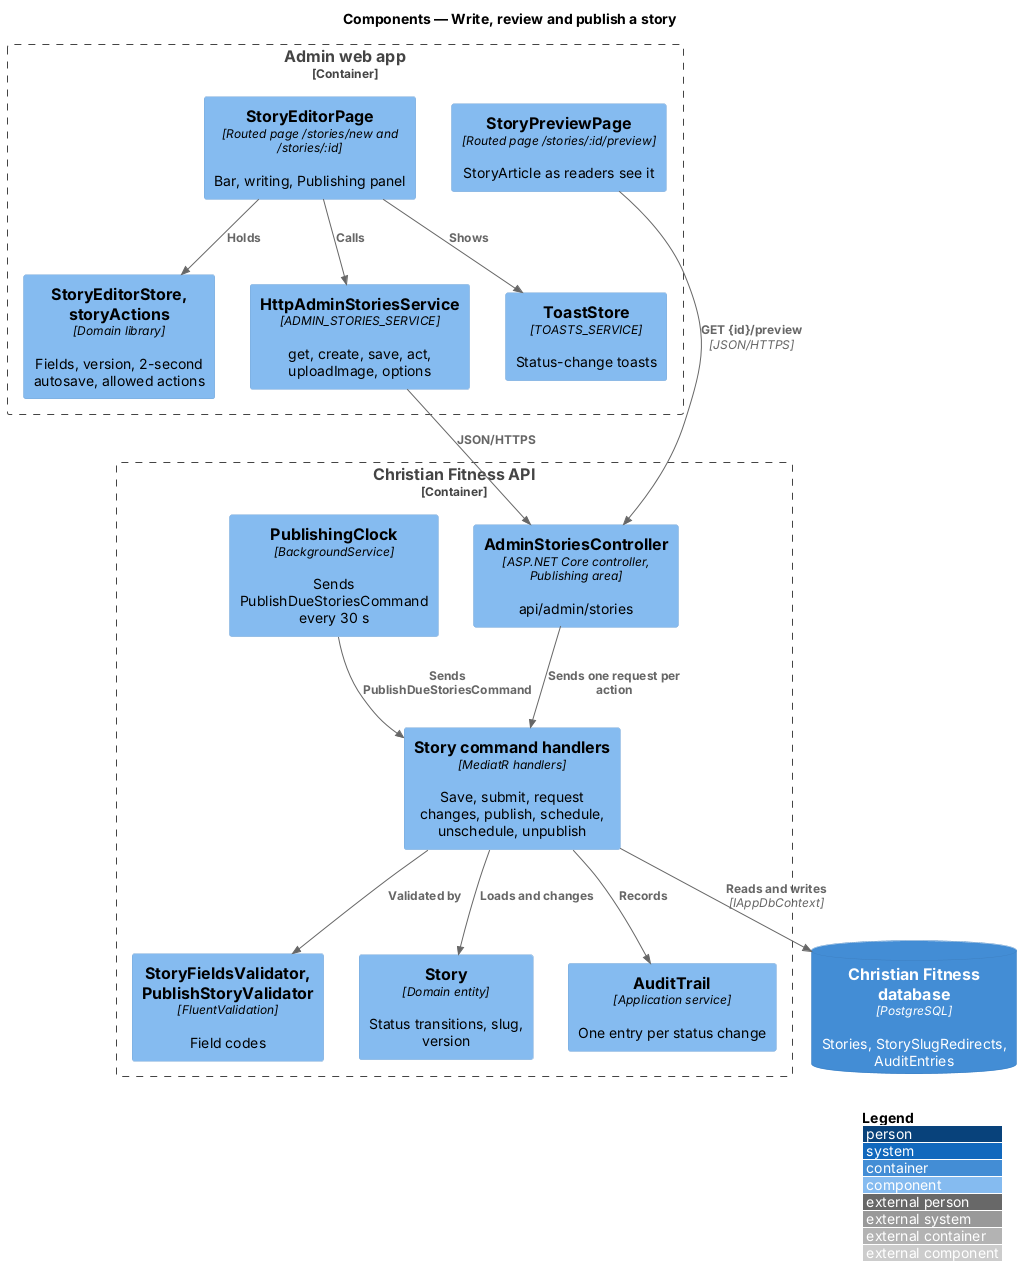 Components — Write, review and publish a story
Admin web app
[Container]
StoryEditorPage
[Routed page /stories/new and
/stories/:id]
Bar, writing, Publishing panel
StoryPreviewPage
[Routed page /stories/:id/preview]
StoryArticle as readers see it
Holds
Calls
Shows
StoryEditorStore,
storyActions
[Domain library]
Fields, version, 2-second
autosave, allowed actions
HttpAdminStoriesService
[ADMIN_STORIES_SERVICE]
get, create, save, act,
uploadImage, options
ToastStore
[TOASTS_SERVICE]
Status-change toasts
GET {id}/preview
[JSON/HTTPS]
JSON/HTTPS
Christian Fitness API
[Container]
PublishingClock
[BackgroundService]
Sends
PublishDueStoriesCommand
every 30 s
AdminStoriesController
[ASP.NET Core controller,
Publishing area]
api/admin/stories
Sends
PublishDueStoriesCommand
Sends one request per
action
Story command handlers
[MediatR handlers]
Save, submit, request
changes, publish, schedule,
unschedule, unpublish
Validated by
Loads and changes
Records
Reads and writes
[IAppDbContext]
StoryFieldsValidator,
PublishStoryValidator
[FluentValidation]
Field codes
Story
[Domain entity]
Status transitions, slug,
version
AuditTrail
[Application service]
One entry per status change
Christian Fitness
database
[PostgreSQL]
Stories, StorySlugRedirects,
AuditEntries
Legend
person
system
container
component
external person
external system
external container
external component